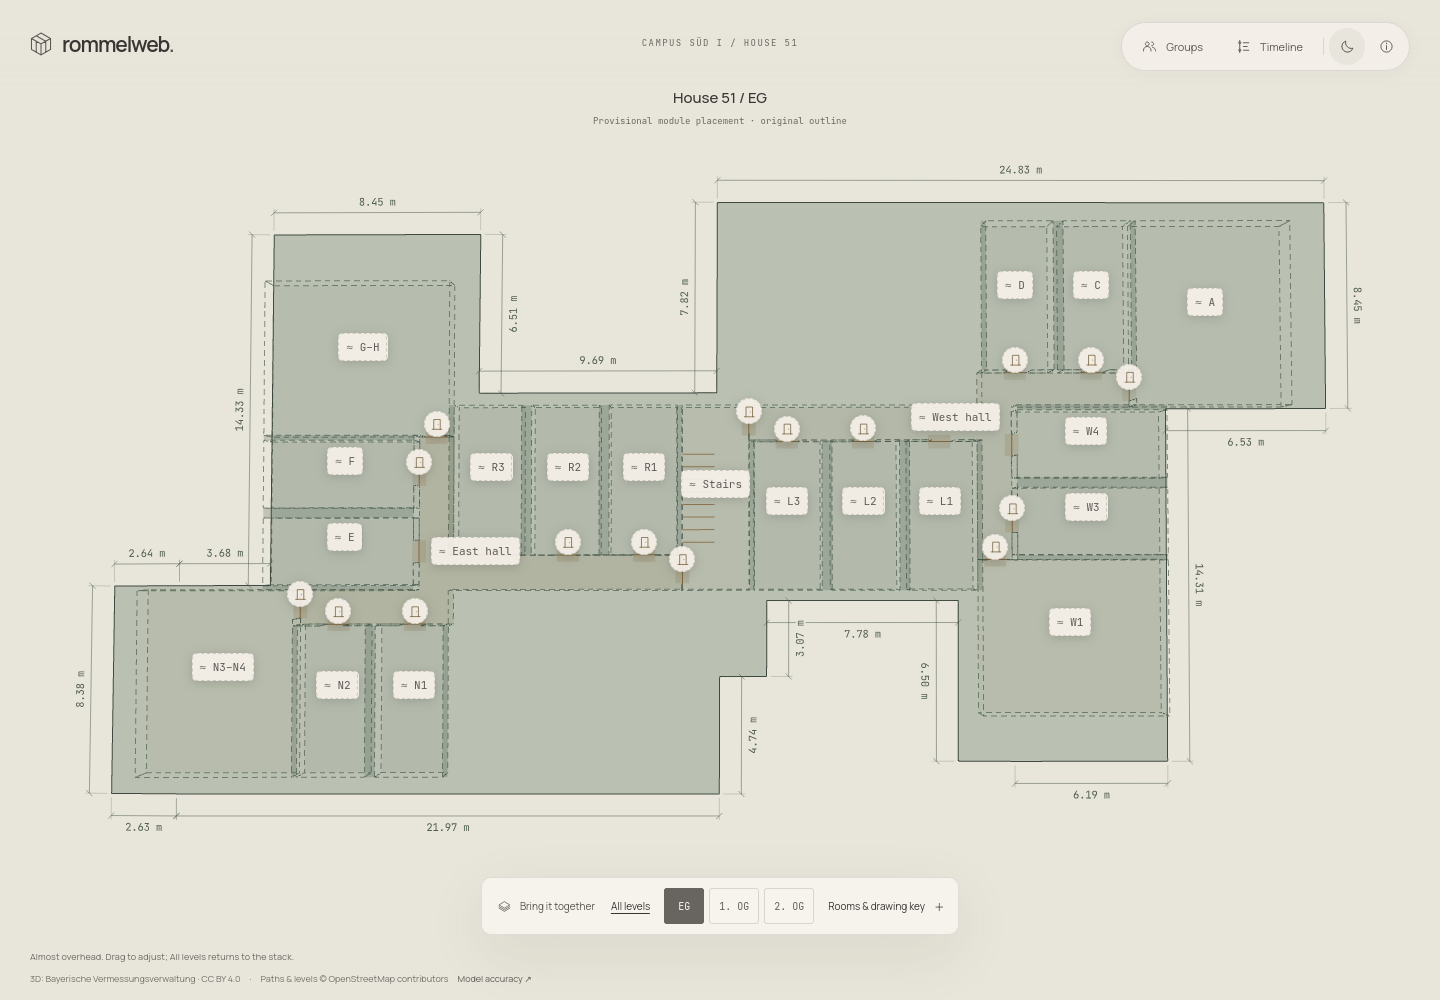 rommelweb.
CAMPUS SÜD I / HOUSE 51
Groups
Timeline
House 51 / EG
Provisional module placement · original outline
24.83 m
8.45 m
6.51 m
7.82 m
8.45 m
9.69 m
14.33 m
6.53 m
≈ D
≈ C
≈ A
≈ G–H
≈ West hall
≈ W4
≈ F
≈ R3
≈ R2
≈ R1
≈ Stairs
≈ L3
≈ L2
≈ L1
≈ W3
≈ E
≈ East hall
2.64 m
3.68 m
14.31 m
≈ W1
3.07 m
7.78 m
≈ N3–N4
≈ N2
≈ N1
8.38 m
6.50 m
4.74 m
6.19 m
2.63 m
21.97 m
Bring it together
All levels
EG
1. OG
2. OG
Rooms & drawing key +
Almost overhead. Drag to adjust; All levels returns to the stack.
3D: Bayerische Vermessungsverwaltung · CC BY 4.0 · Paths & levels © OpenStreetMap contributors Model accuracy ↗